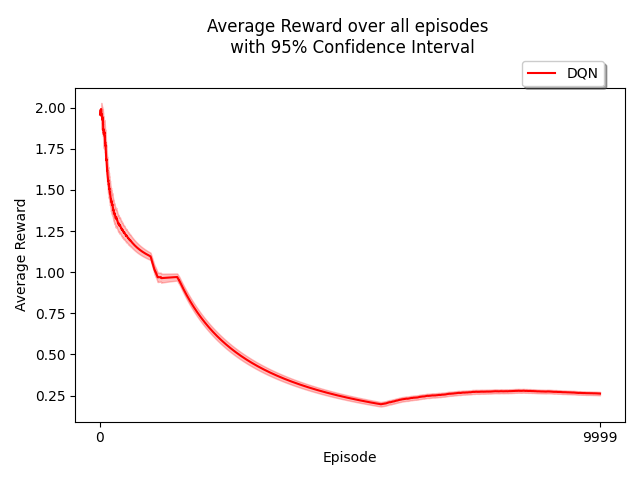 Average Reward over all episodes
with 95% Confidence Interval
DQN
2.00
1.75
1.50
1.25
1.00
0.75
0.50
0.25
Average Reward
0
9999
Episode